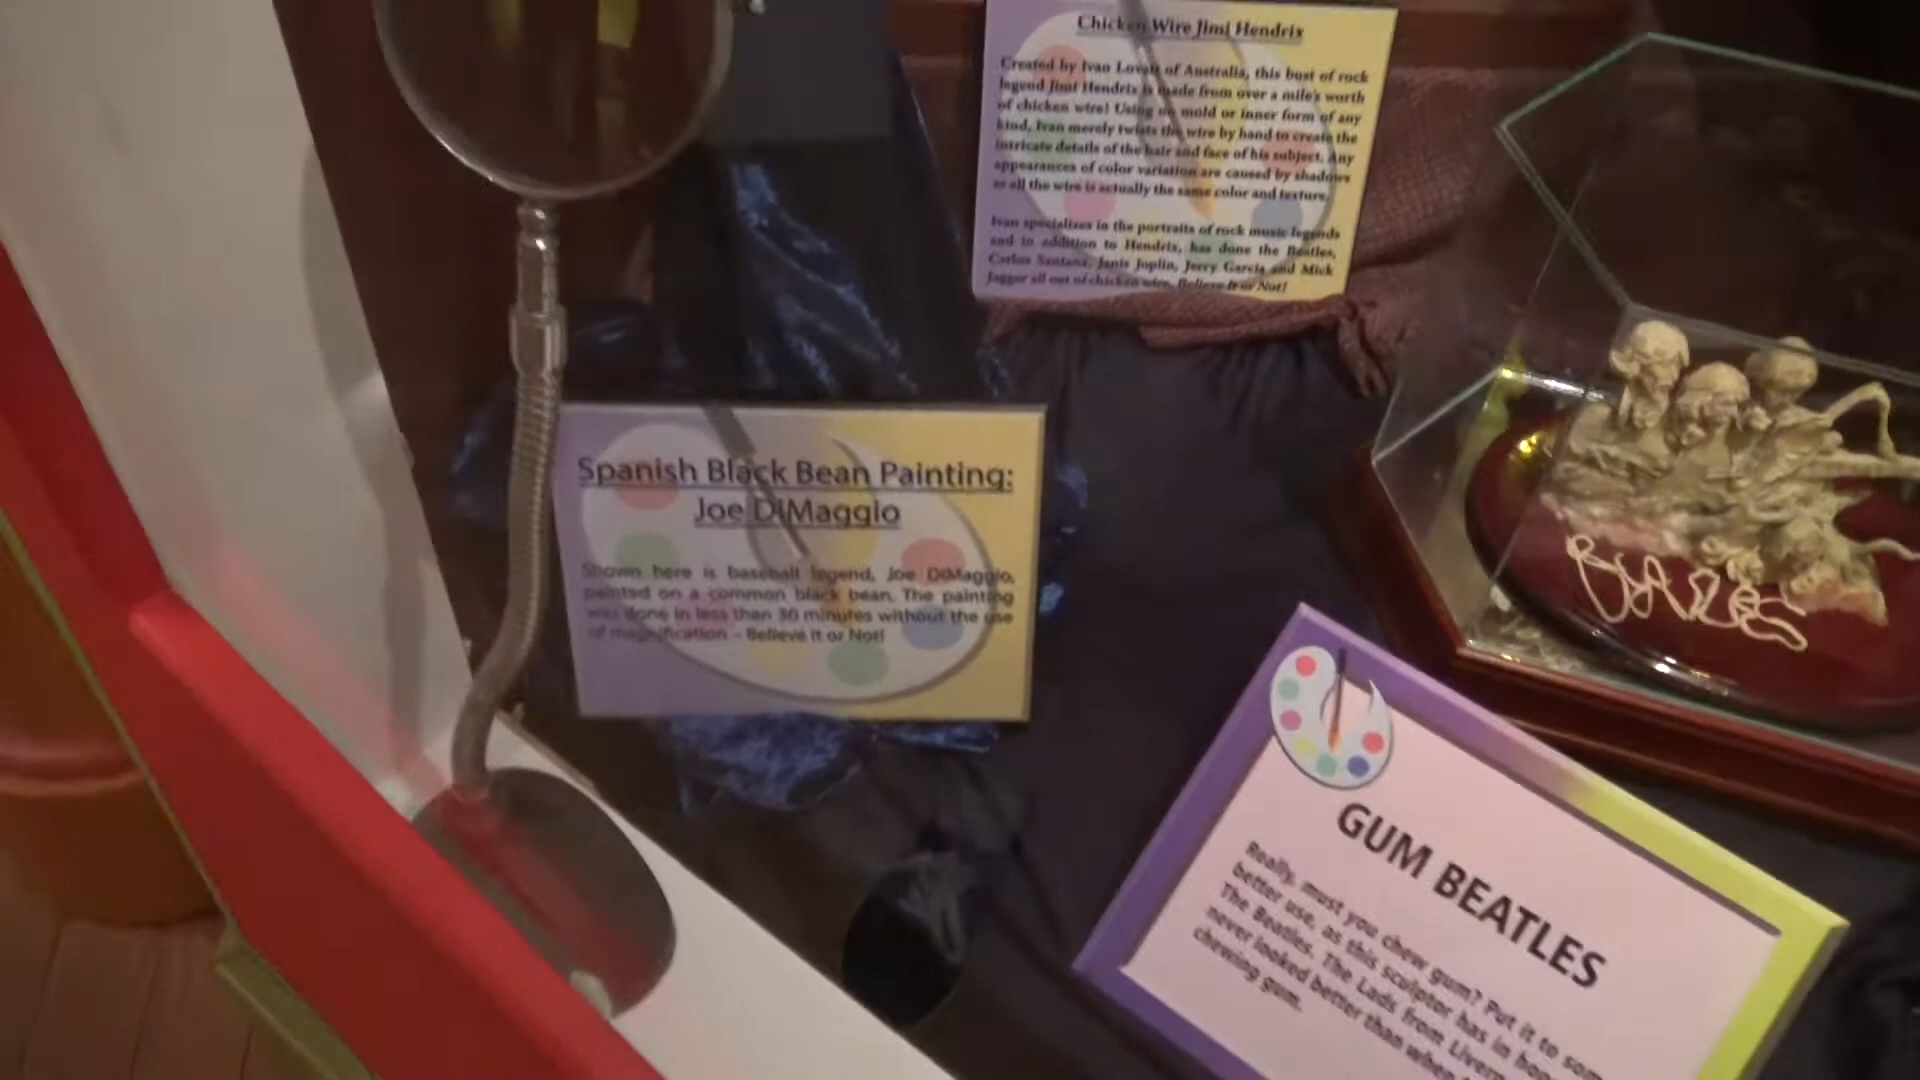 Chicken Wire Jimi Hendrix
Created by Ivan Lovatt of Australia, this bust of rock
legend Jimi Hendrix is made from over a mile's worth
of chicken wire! Using no mold or inner form of any
kind, Ivan merely twists the wire by hand to create the
intricate details of the hair and face of his subject. Any
appearances of color variation are caused by shadows
as all the wire is actually the same color and texture.
Ivan specializes in the portraits of rock music legends
and in addition to Hendrix, has done the Beatles,
Carlos Santana, Janis Joplin, Jerry Garcia and Mick
Jagger all out of chicken wire. Believe It or Not!
Spanish Black Bean Painting:
Joe DiMaggio
Shown here is baseball legend, Joe DiMaggio,
painted on a common black bean. The painting
was done in less than 30 minutes without the use
of magnification – Believe It or Not!
BEATLES
GUM BEATLES
Really, must you chew gum? Put it to some
better use, as this sculptor has in
The Beatles. The Lads from
never looked better than when
chewing gum.